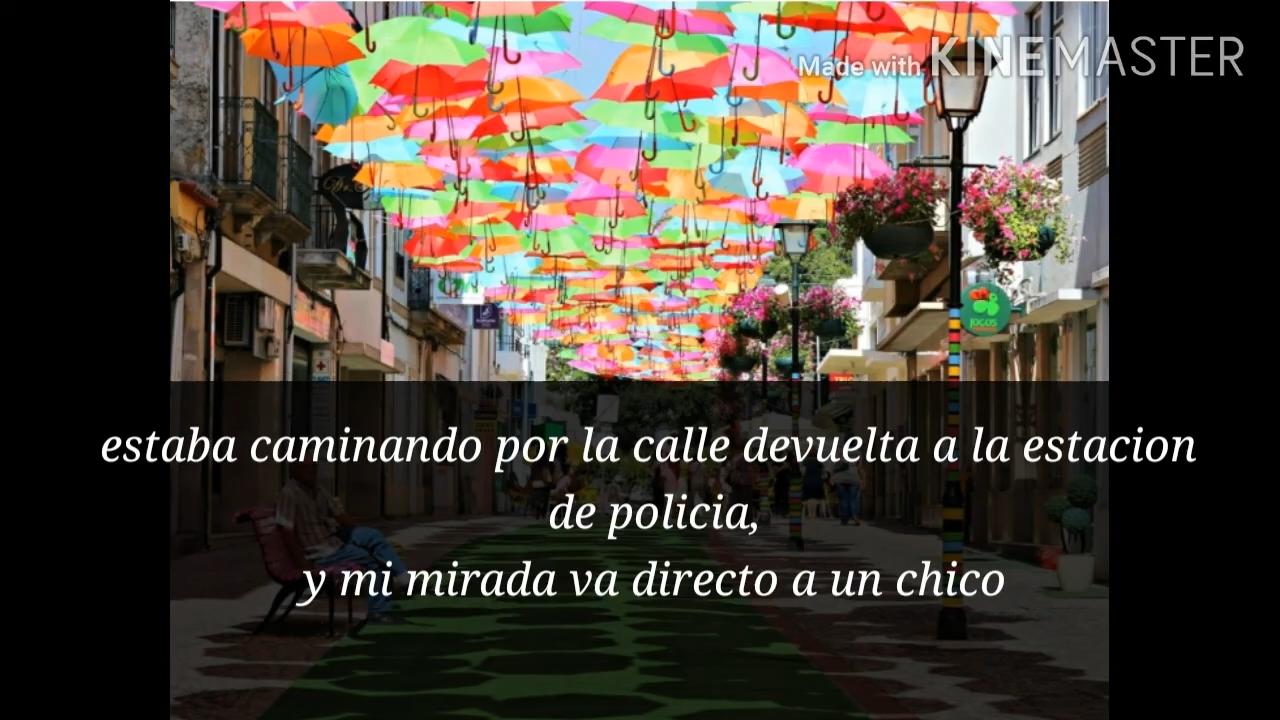 Made with KINEMASTER
JOGOS
estaba caminando por la calle devuelta a la estacion
de policia,
y mi mirada va directo a un chico